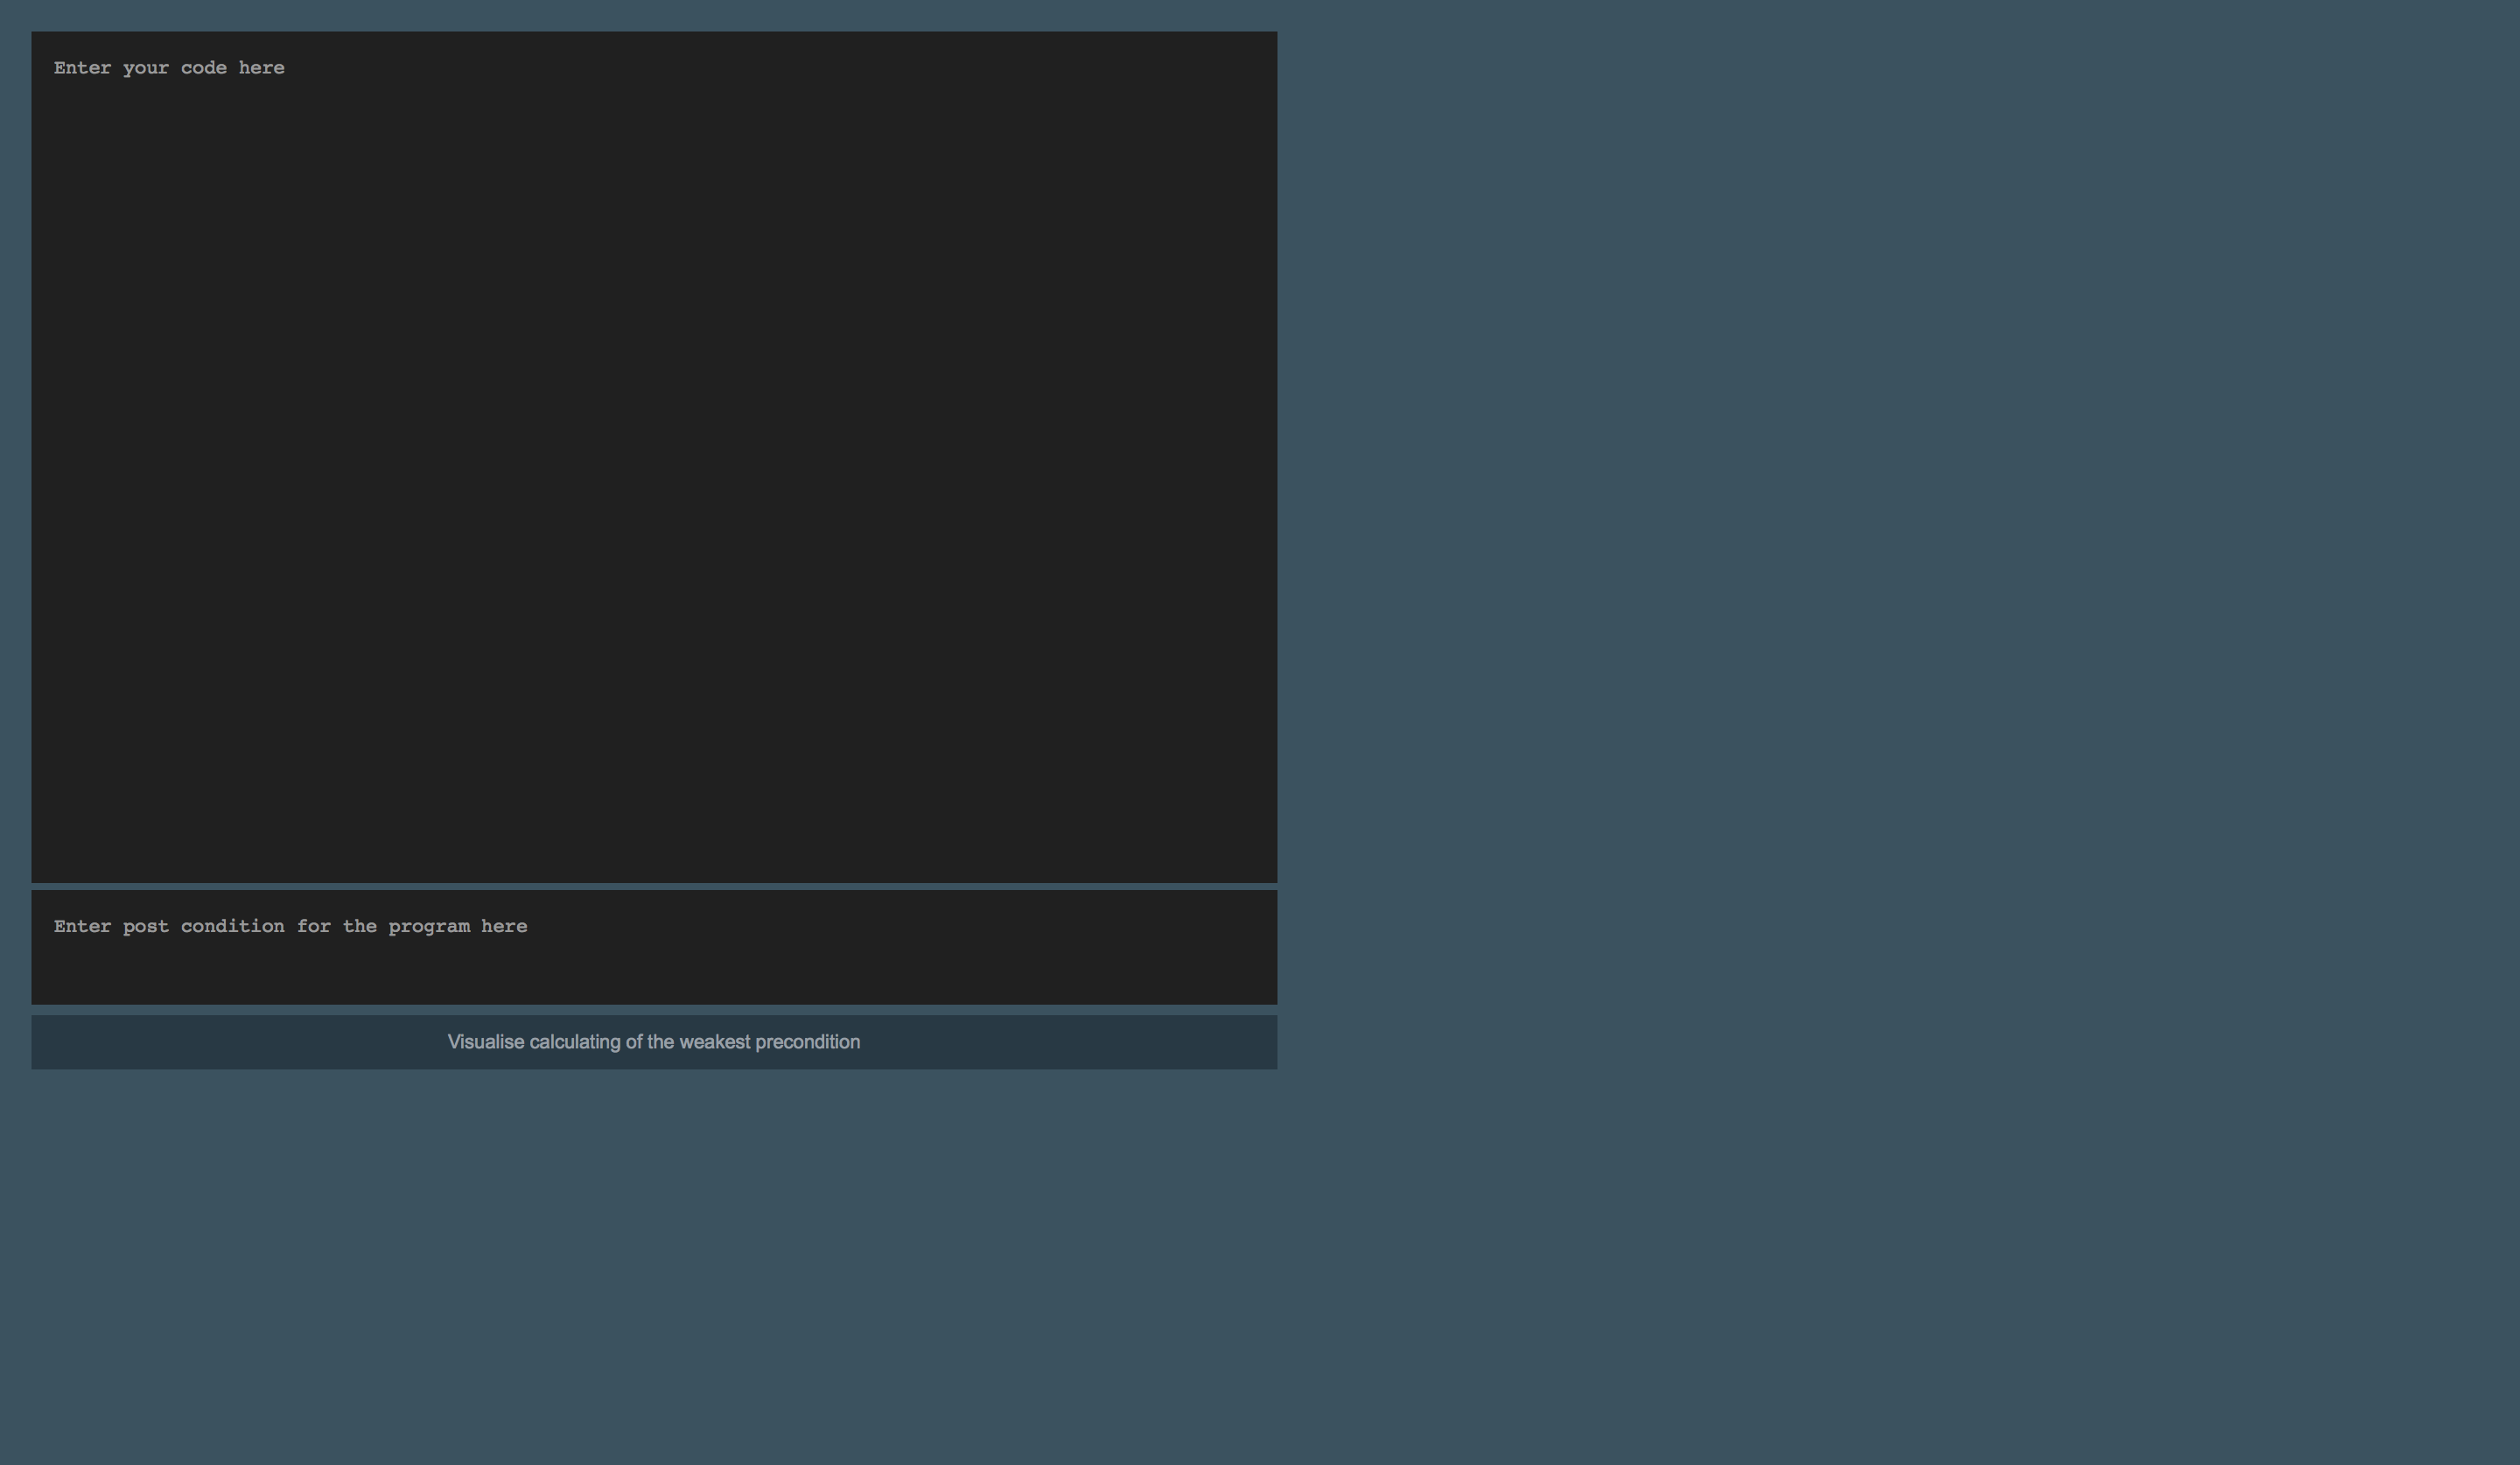 Enter your code here
Enter post condition for the program here
Visualise calculating of the weakest precondition